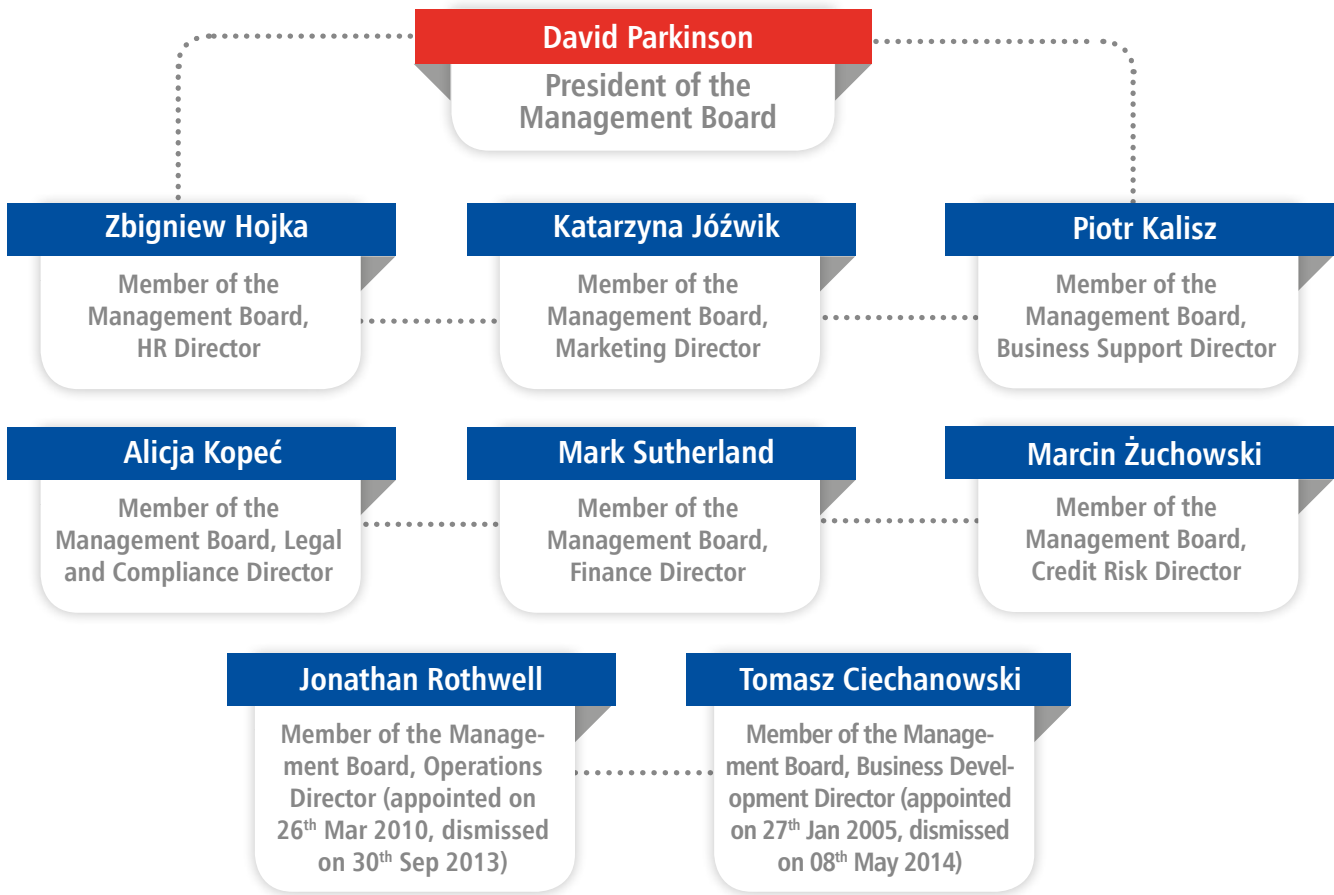 David Parkinson
President of the
Management Board
Zbigniew Hojka
Member of the
Management Board,
HR Director
Katarzyna Jóźwik
Member of the
Management Board,
Marketing Director
Piotr Kalisz
Member of the
Management Board,
Business Support Director
Alicja Kopeć
Member of the
Management Board, Legal
and Compliance Director
Mark Sutherland
Member of the
Management Board,
Finance Director
Marcin Żuchowski
Member of the
Management Board,
Credit Risk Director
Jonathan Rothwell
Member of the Manage-
ment Board, Operations
Director (appointed on
26th Mar 2010, dismissed
on 30th Sep 2013)
Tomasz Ciechanowski
Member of the Manage-
ment Board, Business Devel-
opment Director (appointed
on 27th Jan 2005, dismissed
on 08th May 2014)